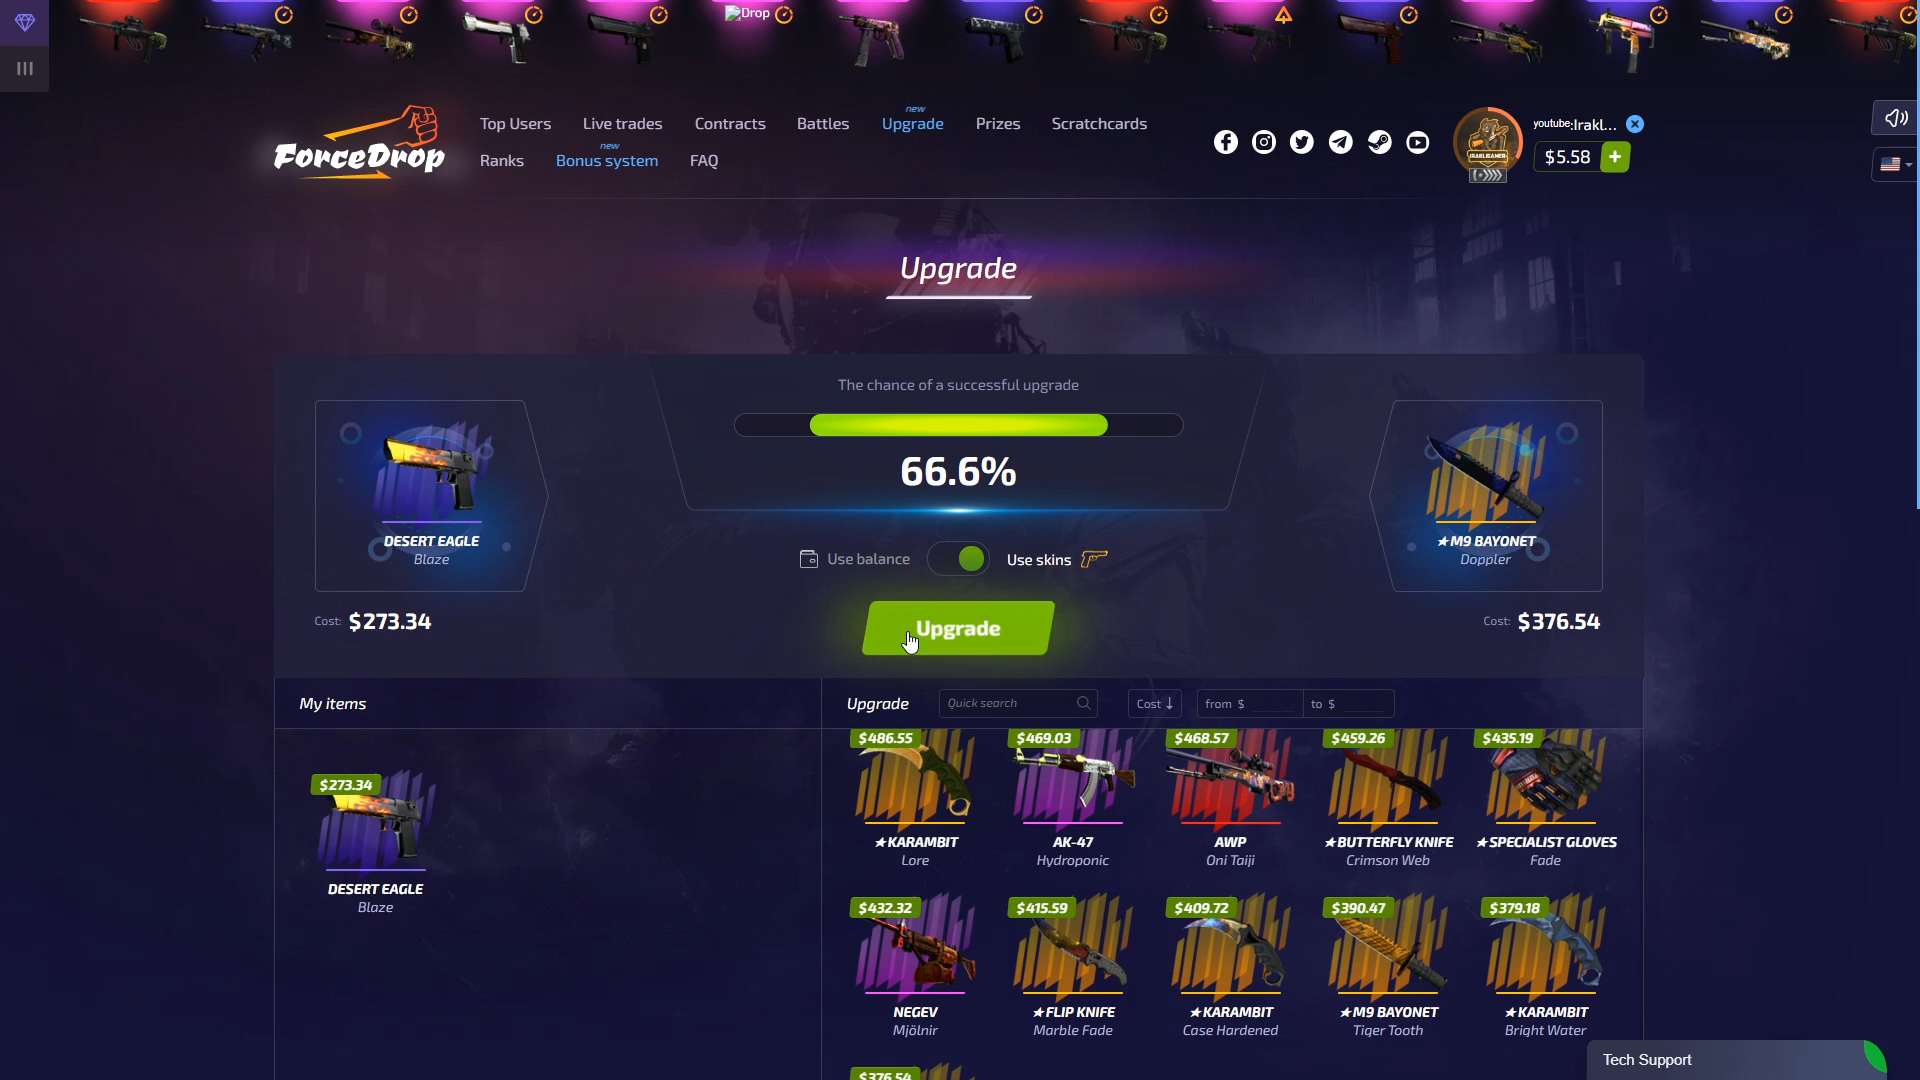 Drop
ForceDrop
Top Users
Live trades
Contracts
Battles
new
Upgrade
Prizes
Scratchcards
Ranks
new
Bonus system
FAQ
IRAKLIGAMER
youtube:Irakl...
$5.58
+
Upgrade
The chance of a successful upgrade
66.6%
DESERT EAGLE
Blaze
Cost: $273.34
Use balance
Use skins
Upgrade
★ M9 BAYONET
Doppler
Cost: $376.54
My items
Upgrade
Quick search
Cost ↓
from $
to $
$273.34
DESERT EAGLE
Blaze
$486.55
★ KARAMBIT
Lore
$469.03
AK-47
Hydroponic
$468.57
AWP
Oni Taiji
$459.26
★ BUTTERFLY KNIFE
Crimson Web
$435.19
★ SPECIALIST GLOVES
Fade
$432.32
NEGEV
Mjölnir
$415.59
★ FLIP KNIFE
Marble Fade
$409.72
★ KARAMBIT
Case Hardened
$390.47
★ M9 BAYONET
Tiger Tooth
$379.18
★ KARAMBIT
Bright Water
$376.54
Tech Support